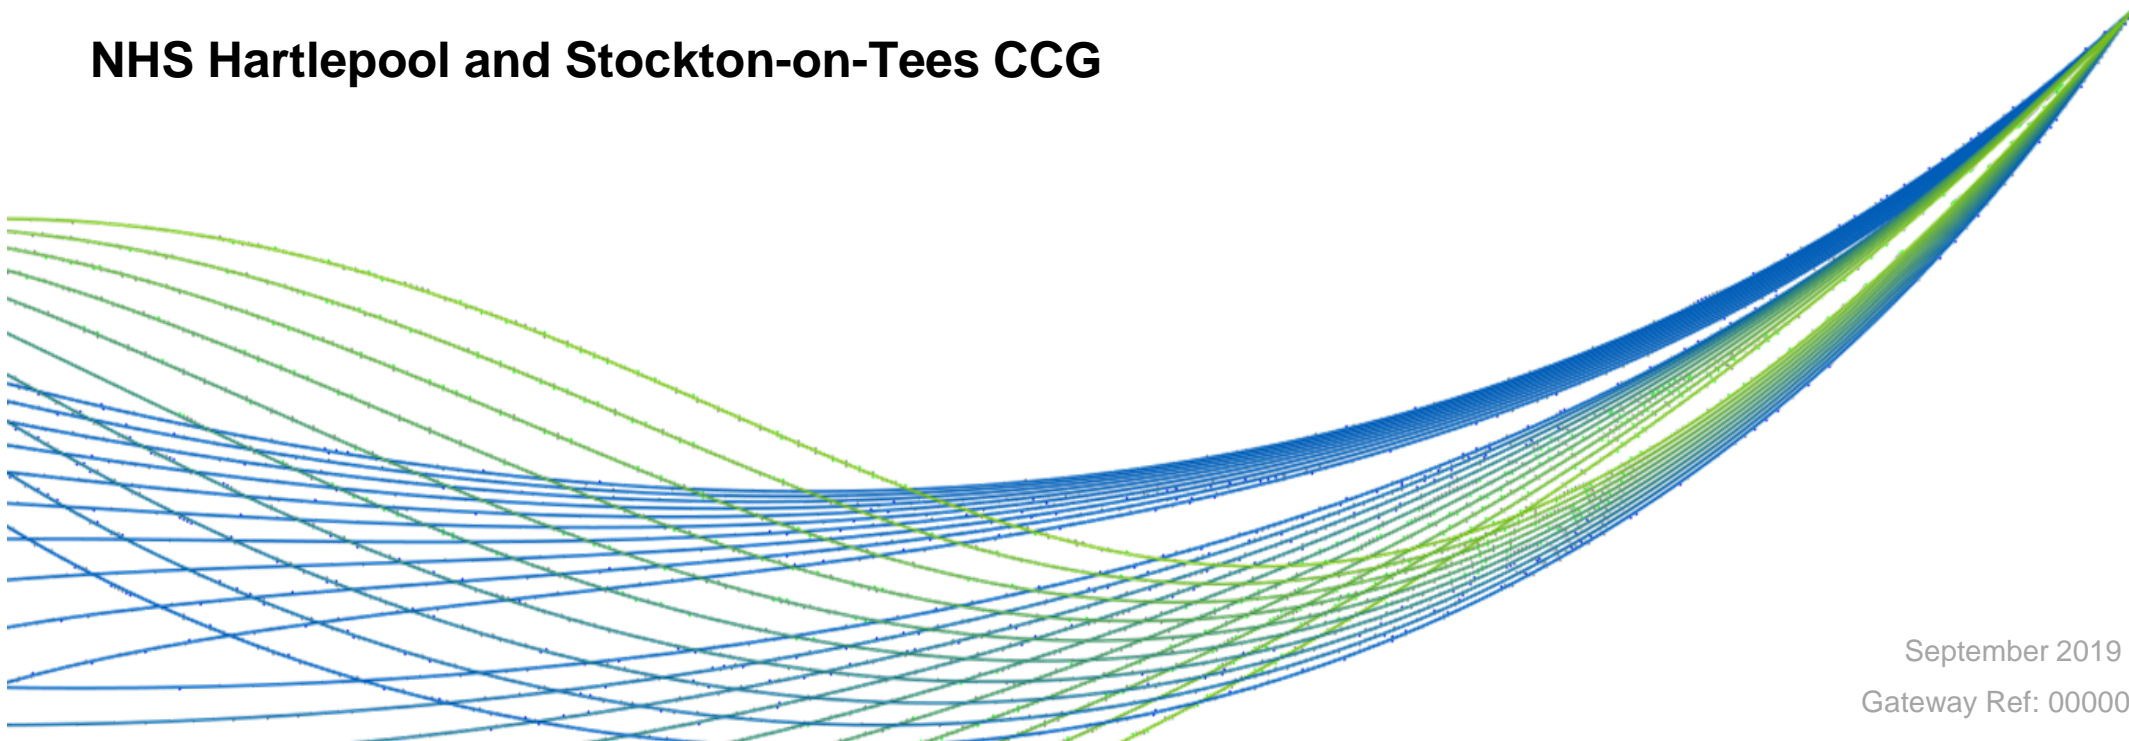 NHS Hartlepool and Stockton-on-Tees CCG
September 2019
Gateway Ref: 00000